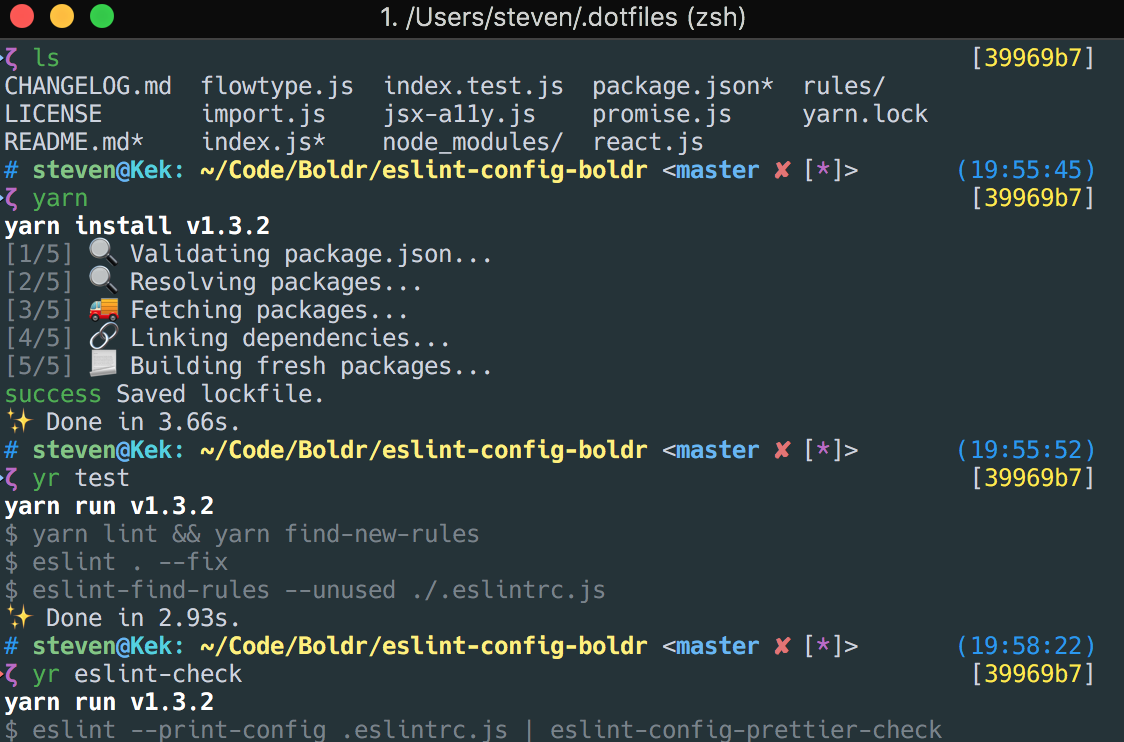 1. /Users/steven/.dotfiles (zsh)
ζ ls [39969b7]
CHANGELOG.md flowtype.js index.test.js package.json* rules/
LICENSE import.js jsx-a11y.js promise.js yarn.lock
README.md* index.js* node_modules/ react.js
# steven@Kek: ~/Code/Boldr/eslint-config-boldr <master ✘ [*]> (19:55:45)
ζ yarn [39969b7]
yarn install v1.3.2
[1/5] 🔍 Validating package.json...
[2/5] 🔍 Resolving packages...
[3/5] 🚚 Fetching packages...
[4/5] 🔗 Linking dependencies...
[5/5] 📃 Building fresh packages...
success Saved lockfile.
✨ Done in 3.66s.
# steven@Kek: ~/Code/Boldr/eslint-config-boldr <master ✘ [*]> (19:55:52)
ζ yr test [39969b7]
yarn run v1.3.2
$ yarn lint && yarn find-new-rules
$ eslint . --fix
$ eslint-find-rules --unused ./.eslintrc.js
✨ Done in 2.93s.
# steven@Kek: ~/Code/Boldr/eslint-config-boldr <master ✘ [*]> (19:58:22)
ζ yr eslint-check [39969b7]
yarn run v1.3.2
$ eslint --print-config .eslintrc.js | eslint-config-prettier-check